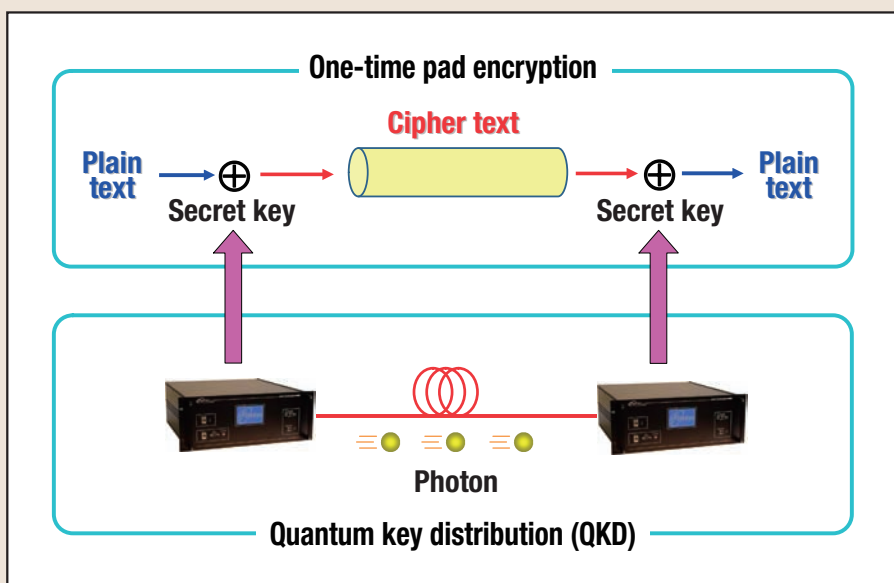 One-time pad encryption
Cipher text
Plain
text
Plain
text
Secret key
Secret key
Photon
Quantum key distribution (QKD)